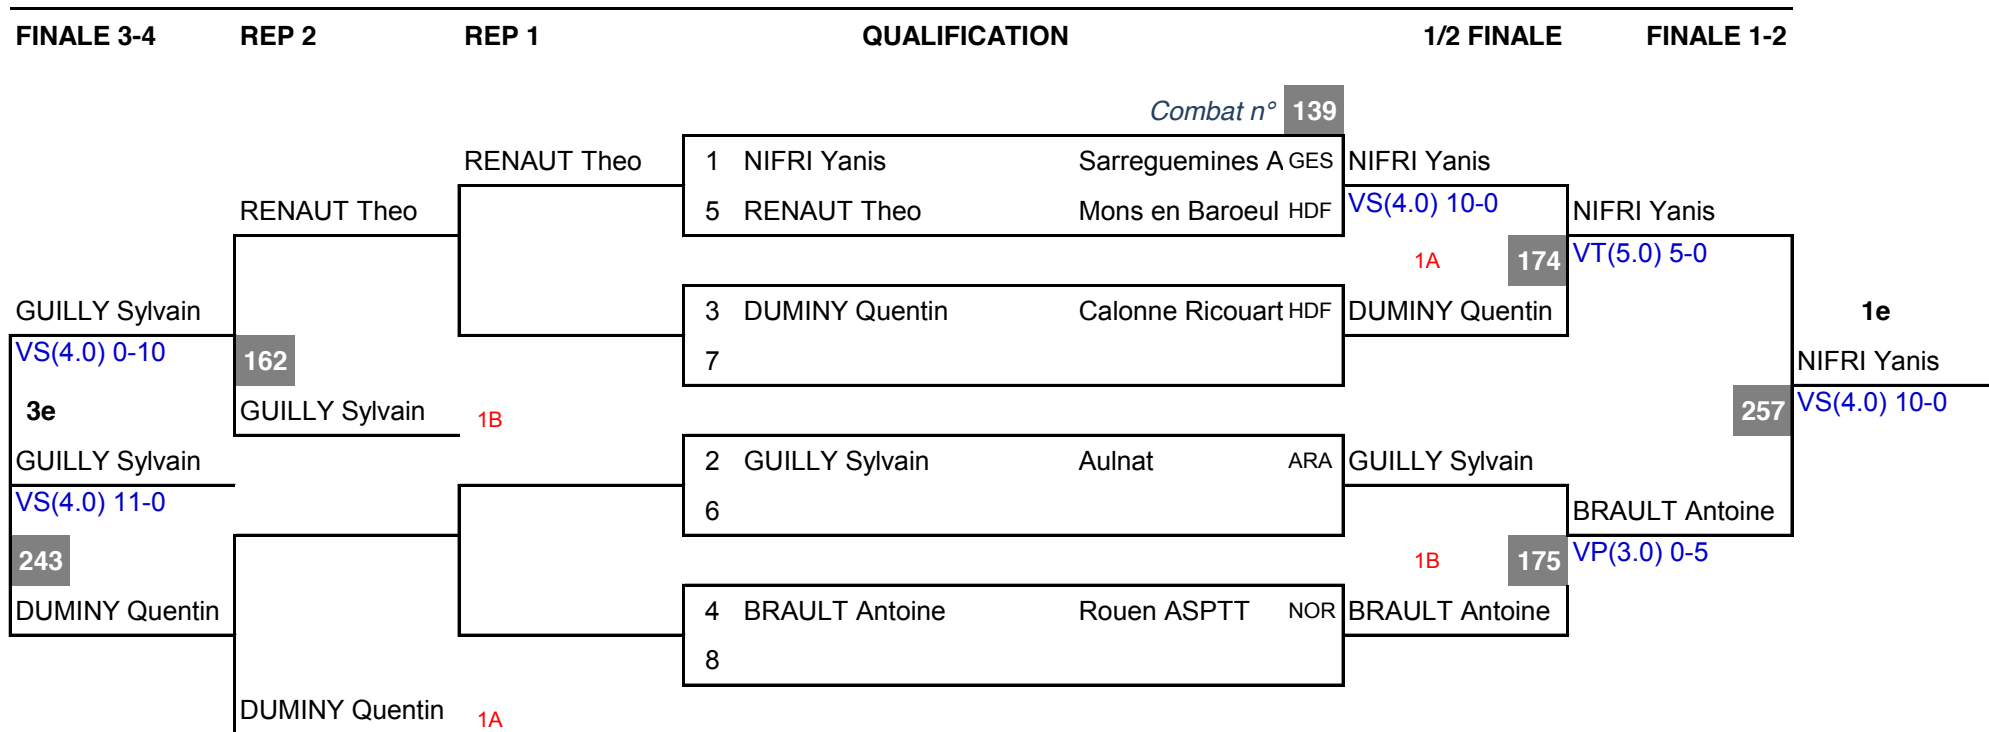 FINALE 3-4 REP 2 REP 1 QUALIFICATION 1/2 FINALE FINALE 1-2
Combat n° 139
RENAUT Theo 1 NIFRI Yanis Sarreguemines A GES NIFRI Yanis
RENAUT Theo 5 RENAUT Theo Mons en Baroeul HDF VS(4.0) 10-0 NIFRI Yanis
1A 174 VT(5.0) 5-0
GUILLY Sylvain 3 DUMINY Quentin Calonne Ricouart HDF DUMINY Quentin 1e
VS(4.0) 0-10 162 7 NIFRI Yanis
3e GUILLY Sylvain 1B 257 VS(4.0) 10-0
GUILLY Sylvain 2 GUILLY Sylvain Aulnat ARA GUILLY Sylvain
VS(4.0) 11-0 6 BRAULT Antoine
243 1B 175 VP(3.0) 0-5
DUMINY Quentin 4 BRAULT Antoine Rouen ASPTT NOR BRAULT Antoine
8
DUMINY Quentin 1A